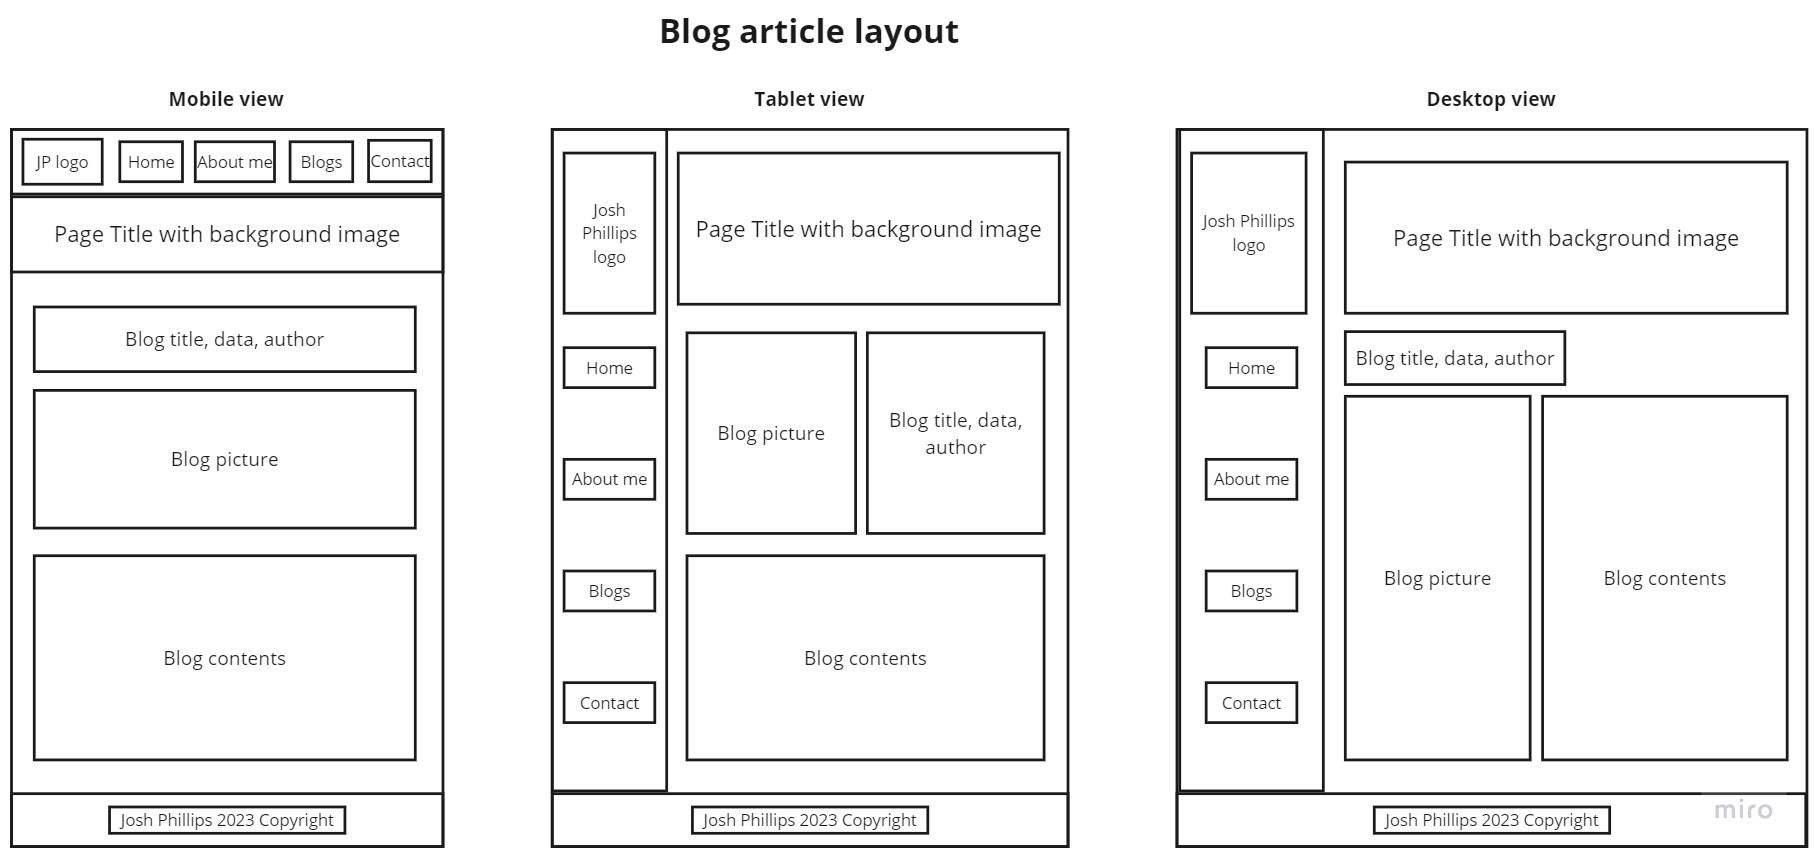 Blog article layout
Mobile view
JP logo
Home
About me
Blogs
Contact
Page Title with background image
Blog title, data, author
Blog picture
Blog contents
Josh Phillips 2023 Copyright
Tablet view
Josh
Phillips
logo
Home
About me
Blogs
Contact
Page Title with background image
Blog picture
Blog title, data,
author
Blog contents
Josh Phillips 2023 Copyright
Desktop view
Josh Phillips
logo
Home
About me
Blogs
Contact
Page Title with background image
Blog title, data, author
Blog picture
Blog contents
Josh Phillips 2023 Copyright
miro